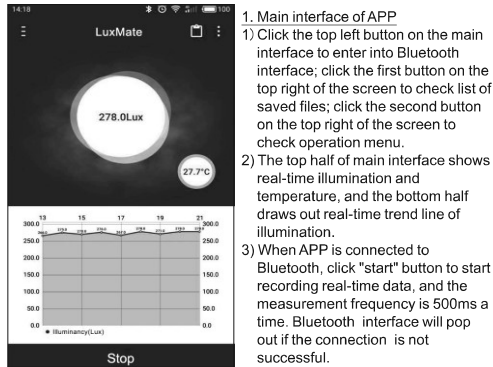 14:18
100
LuxMate
278.0Lux
27.7°C
13 15 17 19 21
300.0 300.0
250.0 250.0
200.0 200.0
150.0 150.0
100.0 100.0
50.0 50.0
0.0 0.0
Illuminancy(Lux)
Stop
1. Main interface of APP
1) Click the top left button on the main
interface to enter into Bluetooth
interface; click the first button on the
top right of the screen to check list of
saved files; click the second button
on the top right of the screen to
check operation menu.
2) The top half of main interface shows
real-time illumination and
temperature, and the bottom half
draws out real-time trend line of
illumination.
3) When APP is connected to
Bluetooth, click "start" button to start
recording real-time data, and the
measurement frequency is 500ms a
time. Bluetooth interface will pop
out if the connection is not
successful.